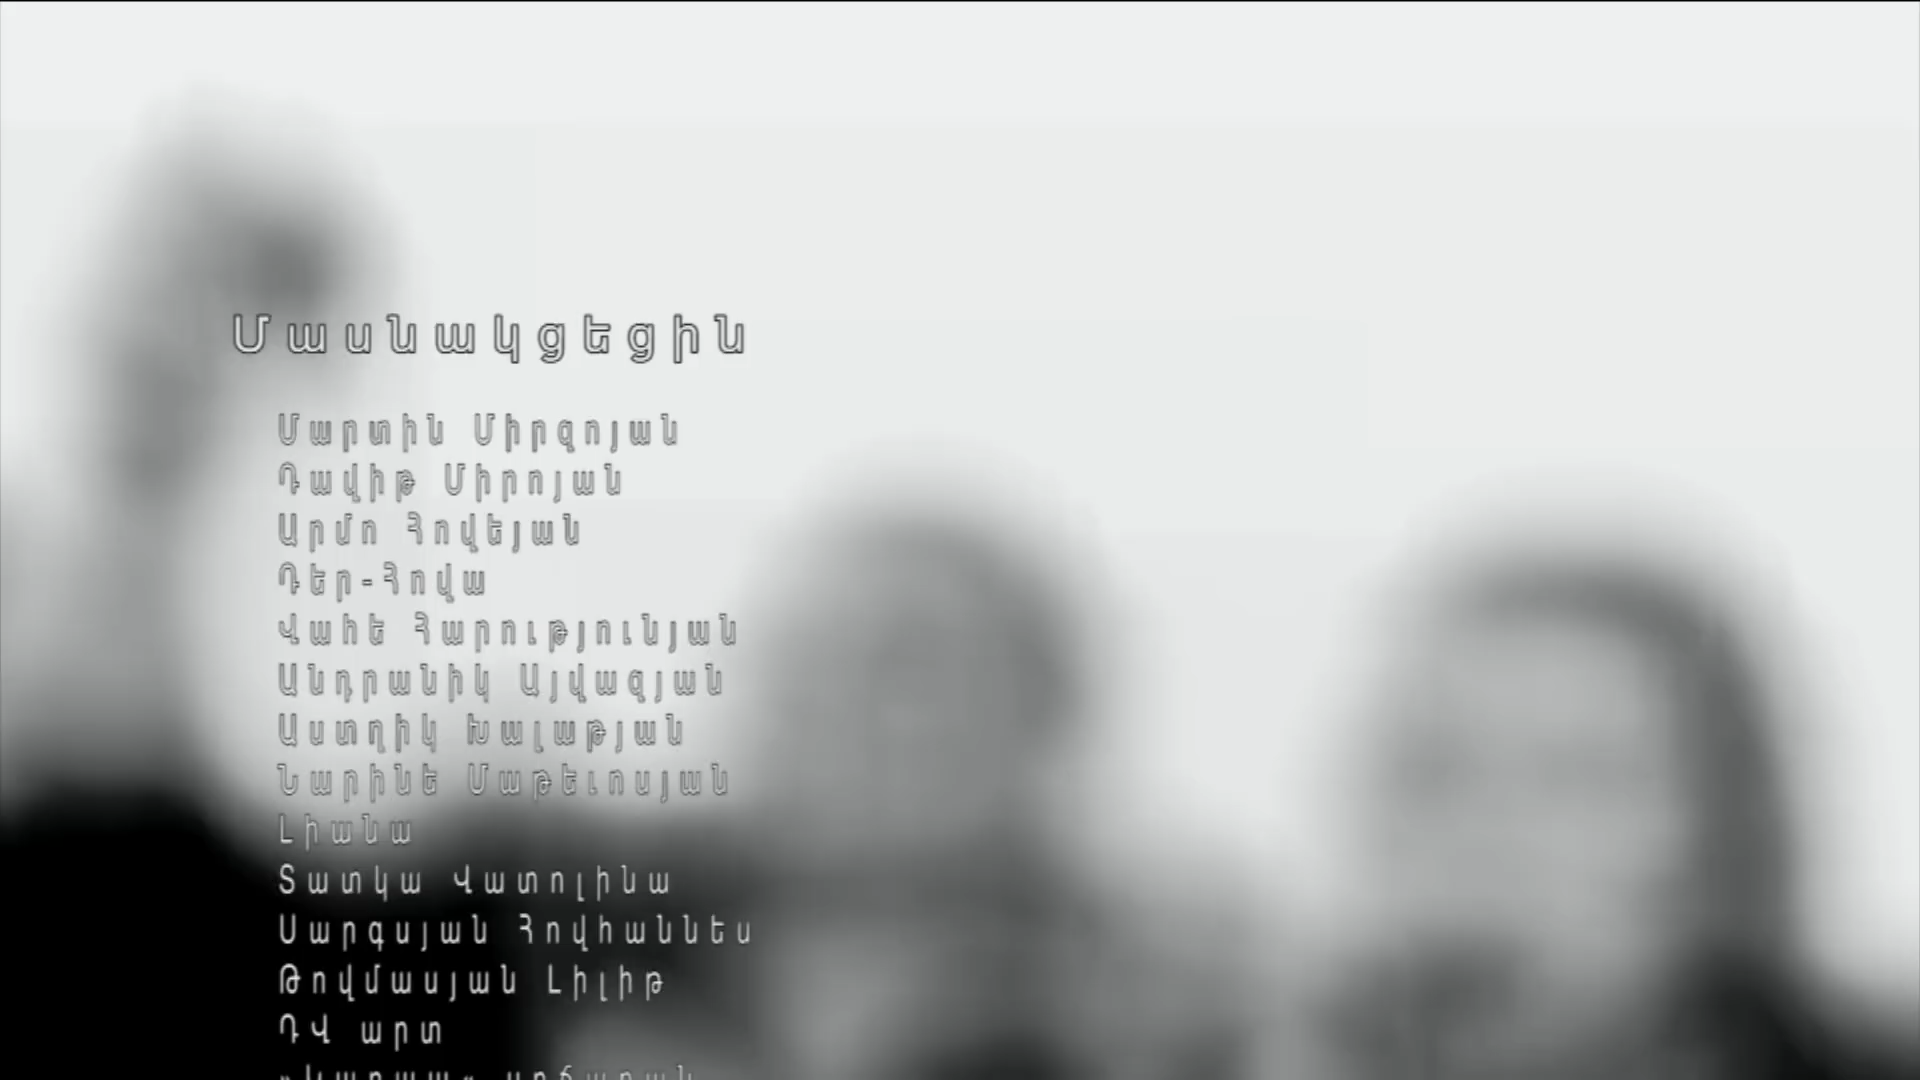 Մասնակցեցին
Մարտին Միրզոյան
Դավիթ Միրոյան
Արմո Հովեյան
Դեր-Հովա
Վահե Հարությունյան
Անդրանիկ Այվազյան
Աստղիկ Խալաթյան
Նարինե Մաթեւոսյան
Լիանա
Տատկա Վատոլինա
Սարգսյան Հովհաննես
Թովմասյան Լիլիթ
ԴՎ արտ